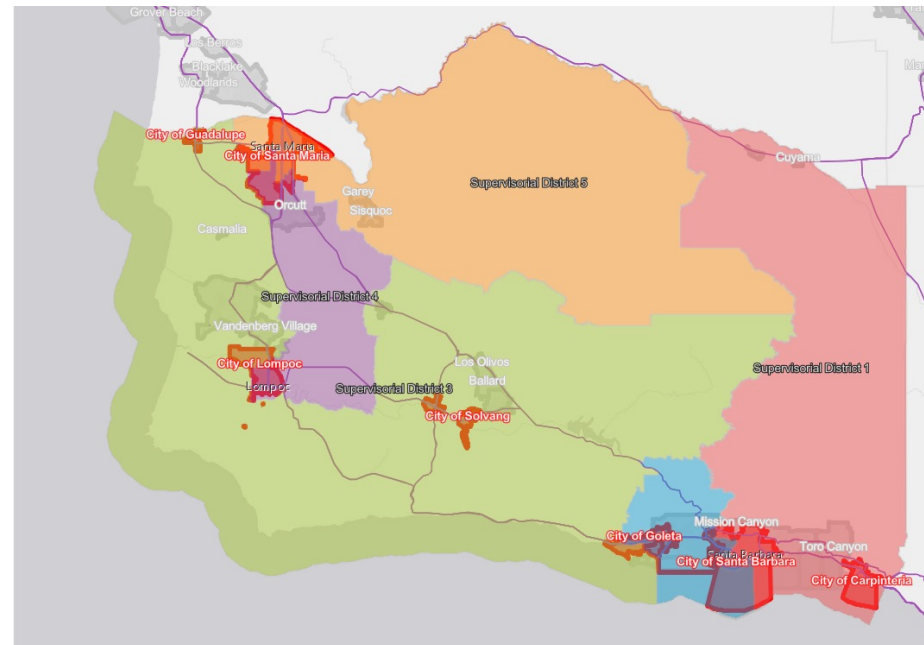 Grover Beach
Los Berros
Blacklake
Woodlands
City of Guadalupe
Santa Maria
City of Santa Maria
Cuyama
Supervisorial District 5
Garey
Sisquoc
Orcutt
Casmalia
Supervisorial District 4
Vandenberg Village
City of Lompoc
Lompoc
Los Olivos
Ballard
Supervisorial District 3
Supervisorial District 1
City of Solvang
Mission Canyon
City of Goleta
Toro Canyon
Santa Barbara
City of Santa Barbara
City of Carpinteria